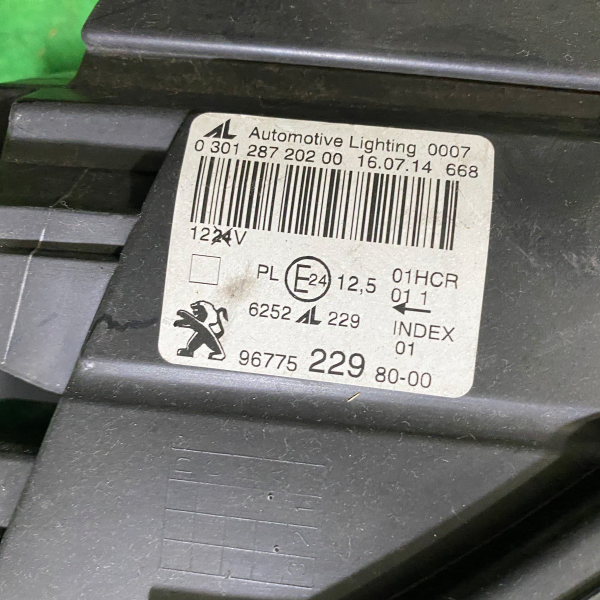 AL Automotive Lighting 0007
0 301 287 202 00 16.07.14 668
1224V
PL E24 12,5 01HCR
01 1
6252 AL 229 INDEX
01
96775 229 80-00